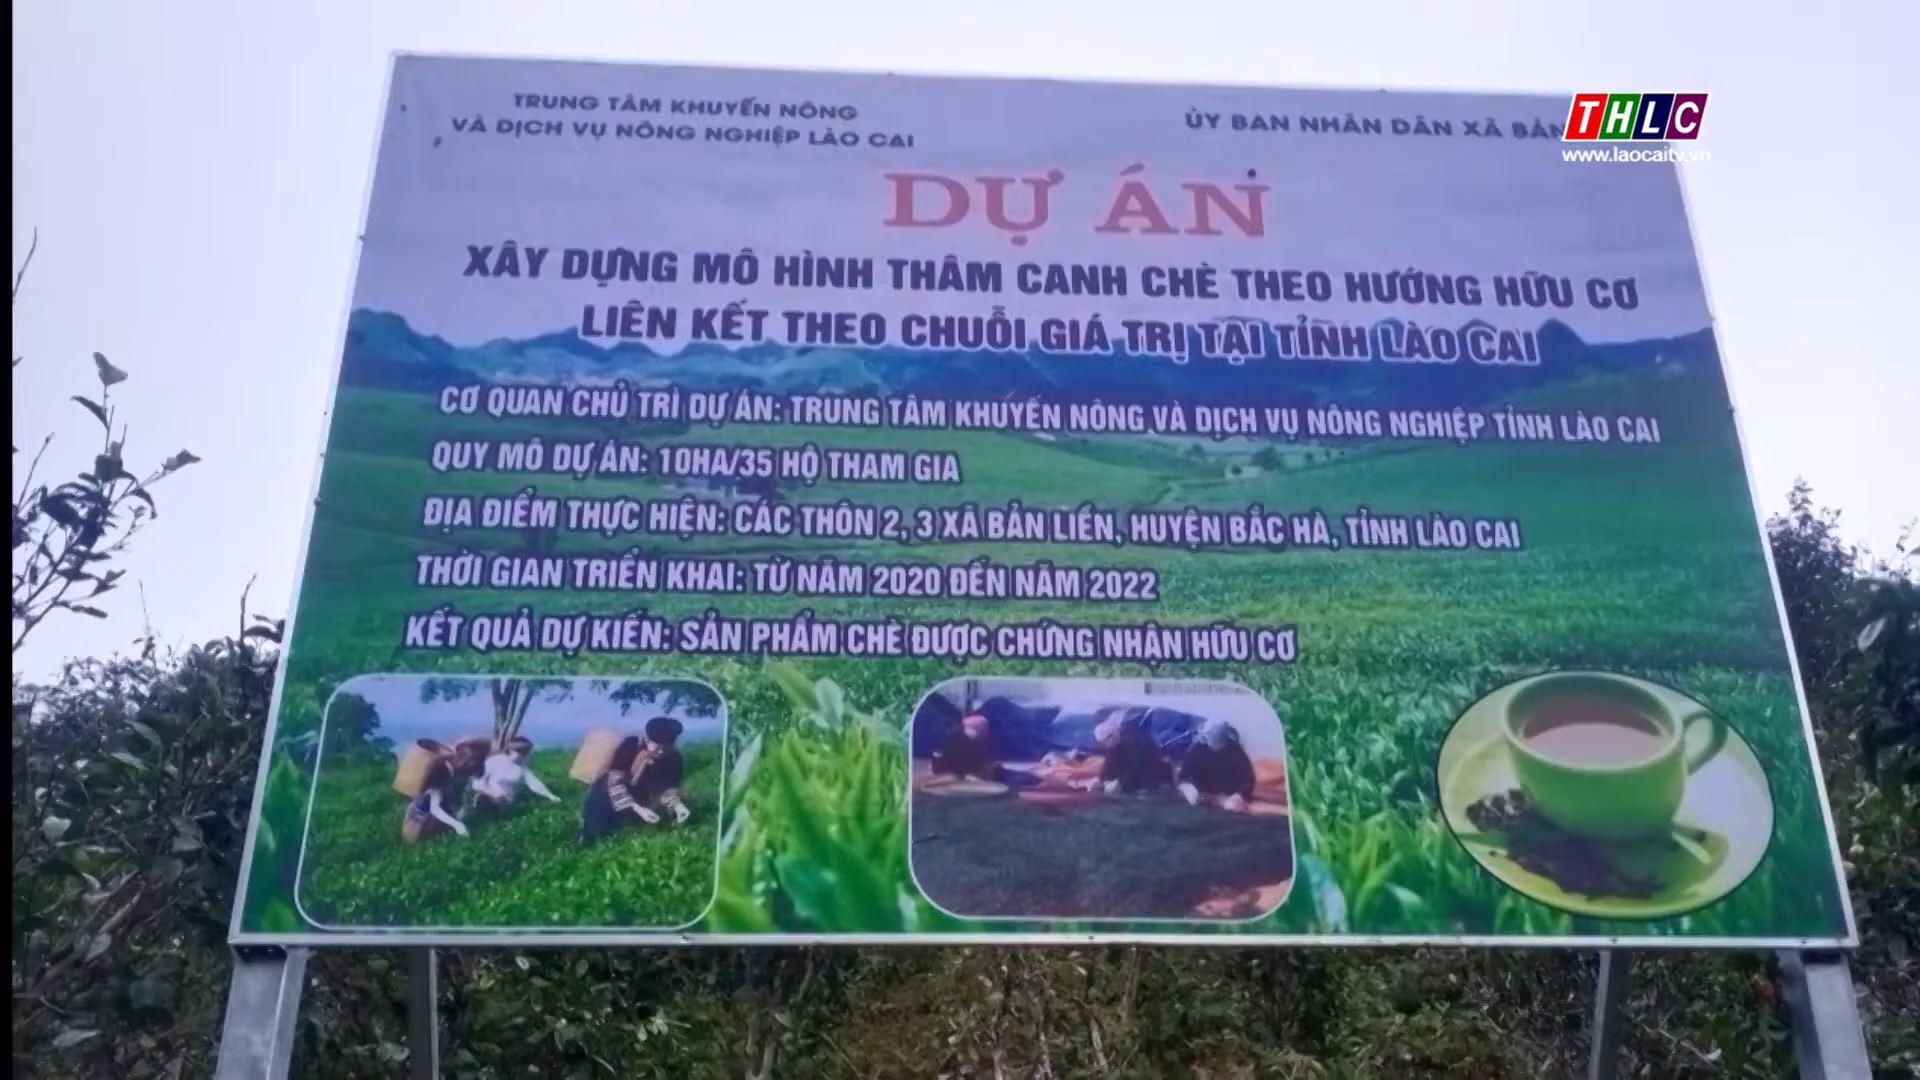 TRUNG TÂM KHUYẾN NÔNG
VÀ DỊCH VỤ NÔNG NGHIỆP LÀO CAI
ỦY BAN NHÂN DÂN XÃ BẢN
THLC
www.laocaitv.vn
DỰ ÁN
XÂY DỰNG MÔ HÌNH THÂM CANH CHÈ THEO HƯỚNG HỮU CƠ
LIÊN KẾT THEO CHUỖI GIÁ TRỊ TẠI TỈNH LÀO CAI
CƠ QUAN CHỦ TRÌ DỰ ÁN: TRUNG TÂM KHUYẾN NÔNG VÀ DỊCH VỤ NÔNG NGHIỆP TỈNH LÀO CAI
QUY MÔ DỰ ÁN: 10HA/35 HỘ THAM GIA
ĐỊA ĐIỂM THỰC HIỆN: CÁC THÔN 2, 3 XÃ BẢN LIỀN, HUYỆN BẮC HÀ, TỈNH LÀO CAI
THỜI GIAN TRIỂN KHAI: TỪ NĂM 2020 ĐẾN NĂM 2022
KẾT QUẢ DỰ KIẾN: SẢN PHẨM CHÈ ĐƯỢC CHỨNG NHẬN HỮU CƠ